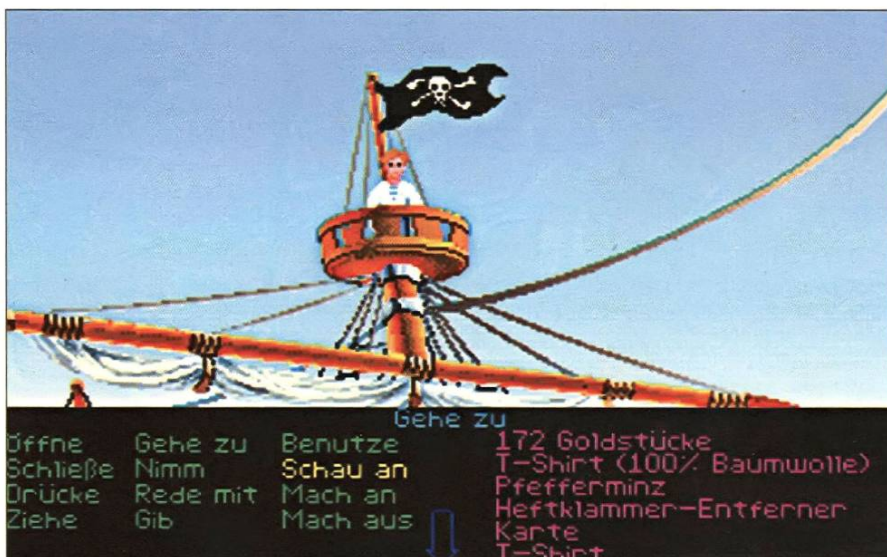 Gehe zu
Öffne Gehe zu Benutze
Schließe Nimm Schau an
Drücke Rede mit Mach an
Ziehe Gib Mach aus
172 Goldstücke
T-Shirt (100% Baumwolle)
Pfefferminz
Heftklammer-Entferner
Karte
T-Shirt